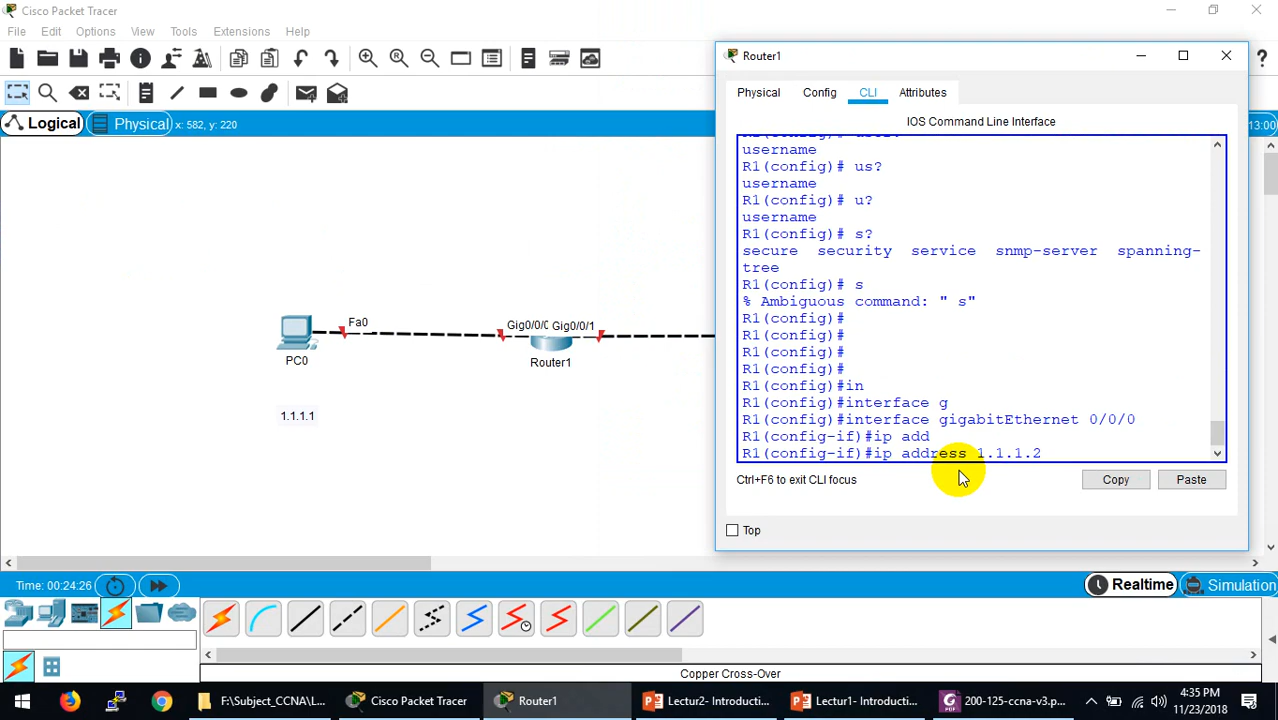 Cisco Packet Tracer
File Edit Options View Tools Extensions Help
Logical Physical x: 582, y: 220
13:00
Router1
Physical Config CLI Attributes
IOS Command Line Interface
username
R1(config)# us?
username
R1(config)# u?
username
R1(config)# s?
secure security service snmp-server spanning-
tree
R1(config)# s
% Ambiguous command: " s"
R1(config)#
R1(config)#
R1(config)#
R1(config)#
R1(config)#in
R1(config)#interface g
R1(config)#interface gigabitEthernet 0/0/0
R1(config-if)#ip add
R1(config-if)#ip address 1.1.1.2
Ctrl+F6 to exit CLI focus
Copy Paste
Top
Fa0
Gig0/0/0 Gig0/0/1
PC0
Router1
1.1.1.1
Time: 00:24:26
Realtime Simulation
Copper Cross-Over
F:\Subject_CCNA\L...
Cisco Packet Tracer
Router1
Lectur2- Introducti...
Lectur1- Introducti...
200-125-ccna-v3.p...
4:35 PM
11/23/2018